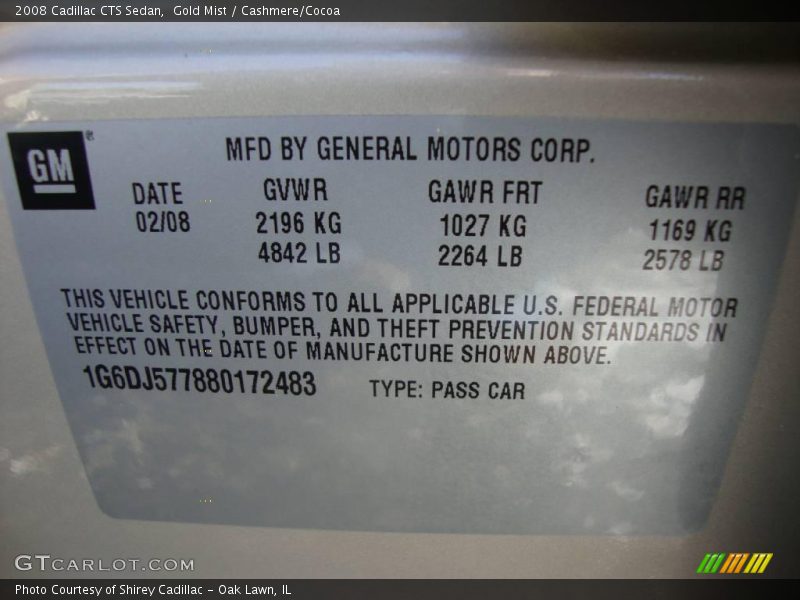 2008 Cadillac CTS Sedan,  Gold Mist / Cashmere/Cocoa
GM®
MFD BY GENERAL MOTORS CORP.
DATE GVWR GAWR FRT GAWR RR
02/08 2196 KG 1027 KG 1169 KG
4842 LB 2264 LB 2578 LB
THIS VEHICLE CONFORMS TO ALL APPLICABLE U.S. FEDERAL MOTOR
VEHICLE SAFETY, BUMPER, AND THEFT PREVENTION STANDARDS IN
EFFECT ON THE DATE OF MANUFACTURE SHOWN ABOVE.
1G6DJ577880172483 TYPE: PASS CAR
GTCARLOT.COM
Photo Courtesy of Shirey Cadillac - Oak Lawn, IL